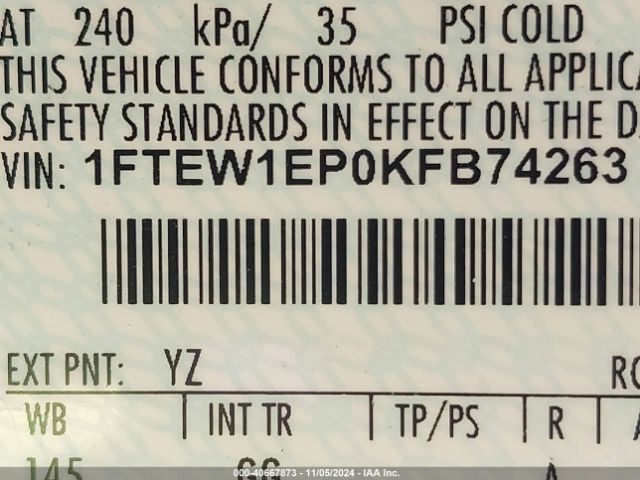 AT 240 kPa/ 35 PSI COLD
THIS VEHICLE CONFORMS TO ALL
SAFETY STANDARDS IN EFFECT ON THE
VIN: 1FTEW1EP0KFB74263
EXT PNT: YZ
WB INT TR TP/PS R
145
000-40667873 - 11/05/2024 - IAA Inc.